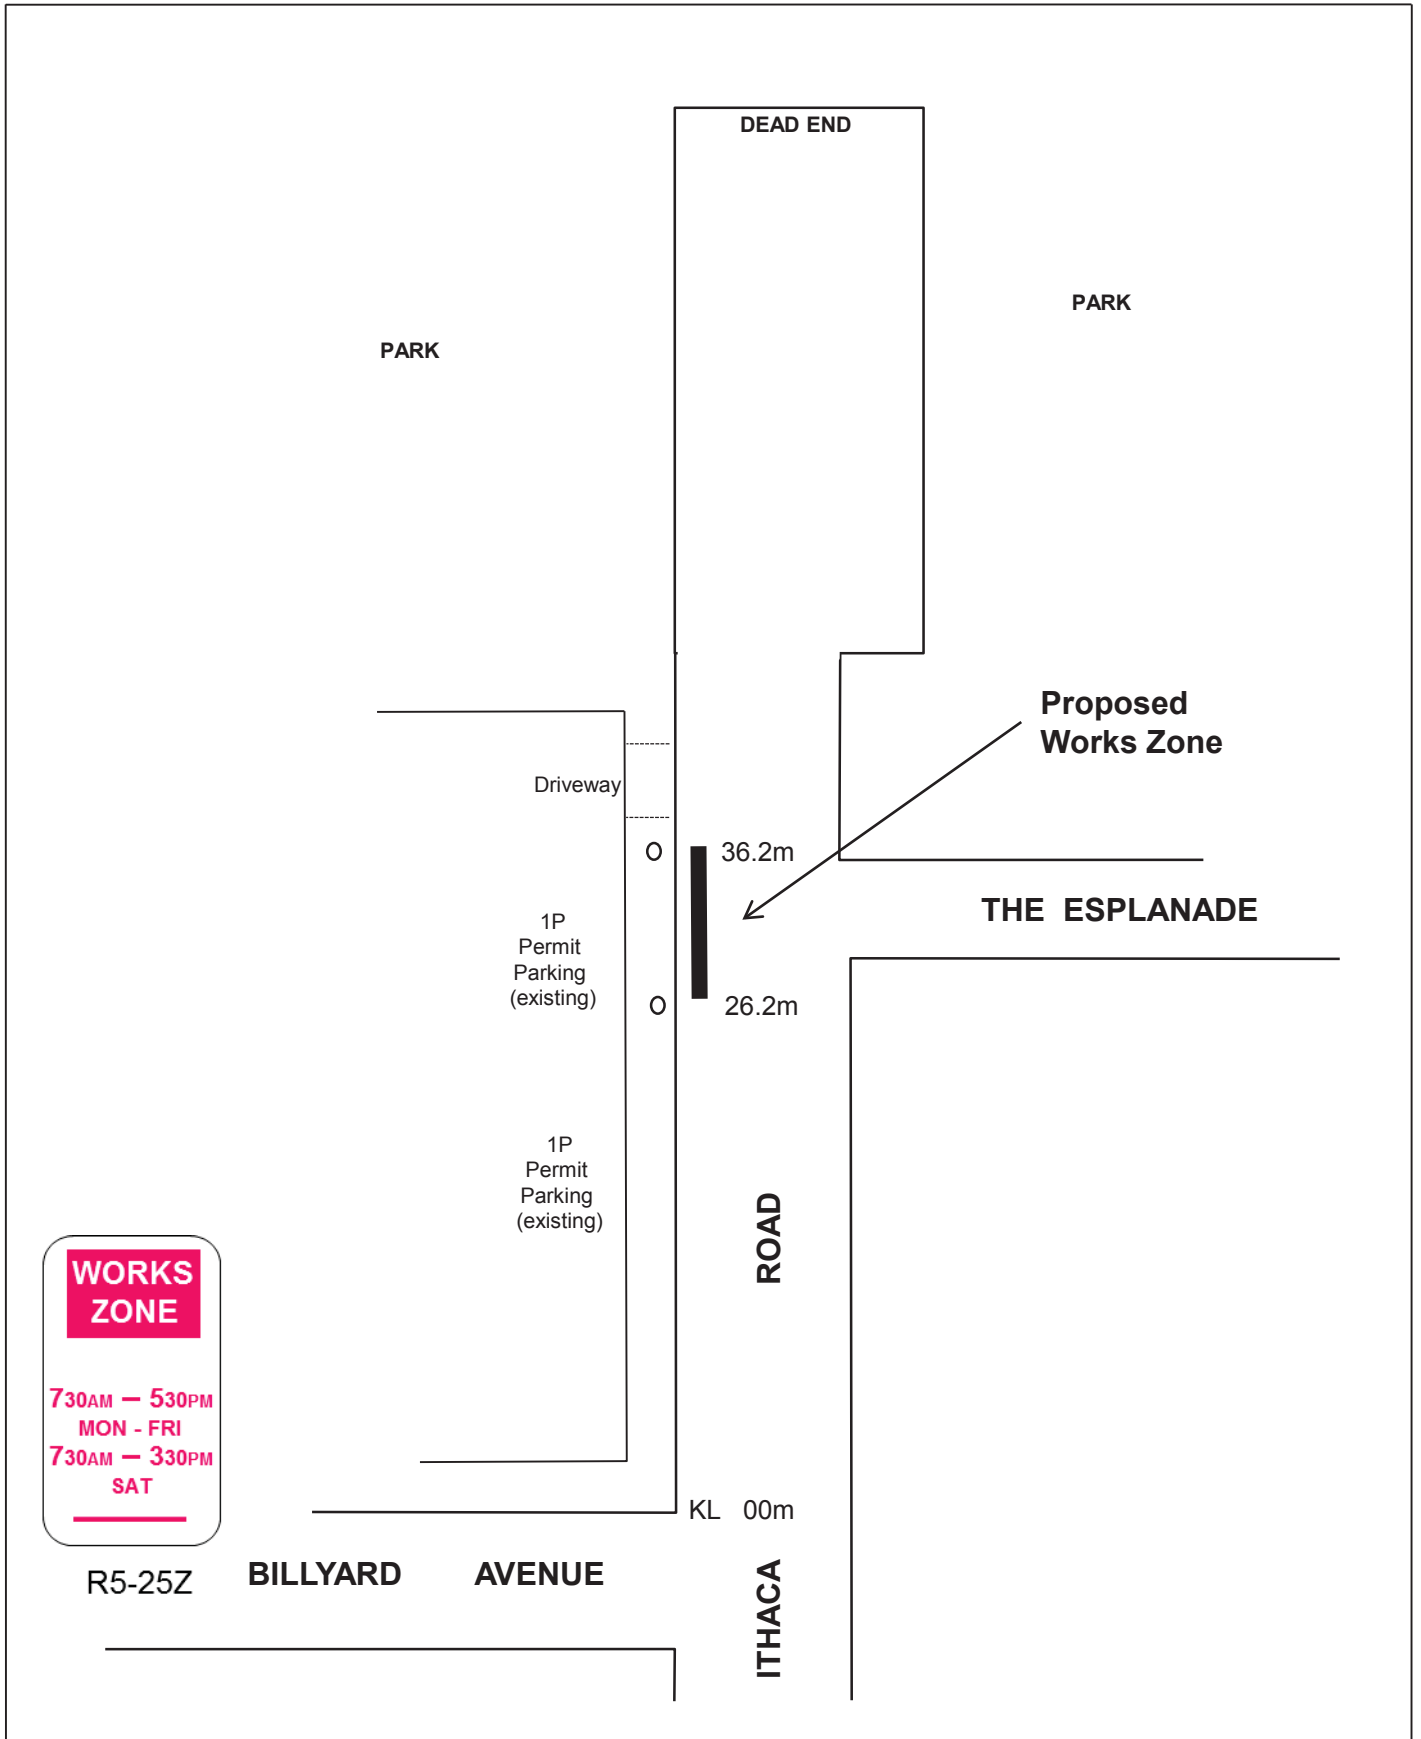 DEAD END
PARK
PARK
Proposed
Works Zone
Driveway
36.2m
THE ESPLANADE
1P
Permit
Parking
(existing)
26.2m
1P
Permit
Parking
(existing)
ROAD
WORKS
ZONE
730AM – 530PM
MON - FRI
730AM – 330PM
SAT
KL 00m
R5-25Z
BILLYARD AVENUE
ITHACA